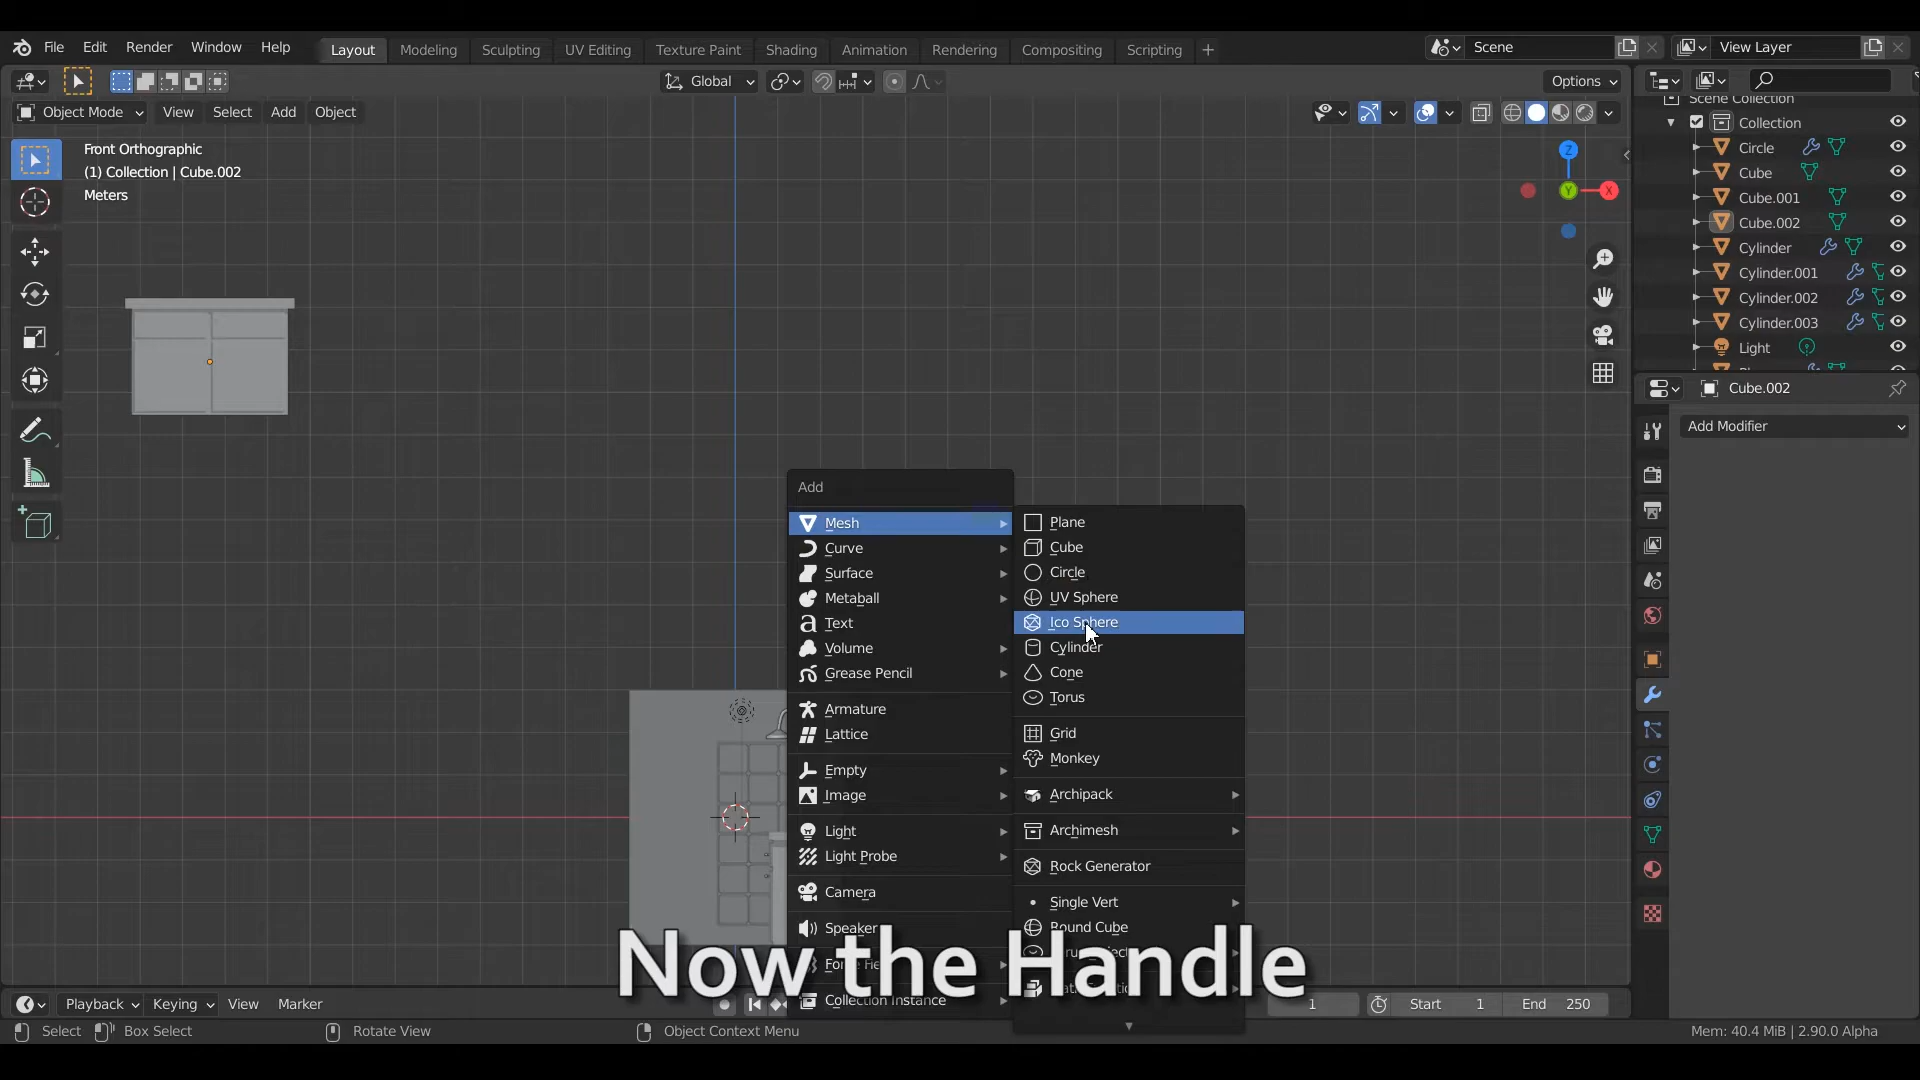 File Edit Render Window Help Layout Modeling Sculpting UV Editing Texture Paint Shading Animation Rendering Compositing Scripting + Scene View Layer
Global Options
Object Mode View Select Add Object
Front Orthographic
(1) Collection | Cube.002
Meters
Z
Y
X
Scene Collection
Collection
Circle
Cube
Cube.001
Cube.002
Cylinder
Cylinder.001
Cylinder.002
Cylinder.003
Light
Cube.002
Add Modifier
Add
Mesh
Curve
Surface
Metaball
Text
Volume
Grease Pencil
Armature
Lattice
Empty
Image
Light
Light Probe
Camera
Speaker
Collection Instance
Plane
Cube
Circle
UV Sphere
Ico Sphere
Cylinder
Cone
Torus
Grid
Monkey
Archipack
Archimesh
Rock Generator
Single Vert
Round Cube
Now the Handle
Playback Keying View Marker 1 Start 1 End 250
Select Box Select Rotate View Object Context Menu Mem: 40.4 MiB | 2.90.0 Alpha